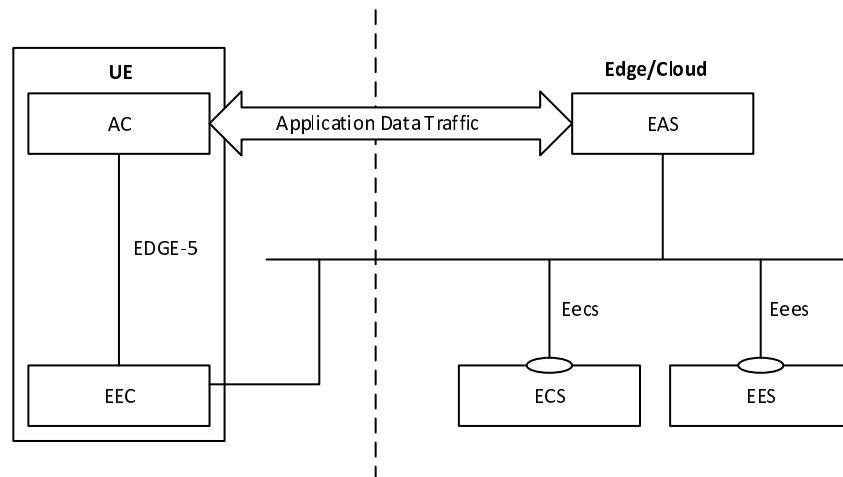 UE
Edge/Cloud
AC
Application Data Traffic
EAS
EDGE-5
Eecs
Eees
EEC
ECS
EES